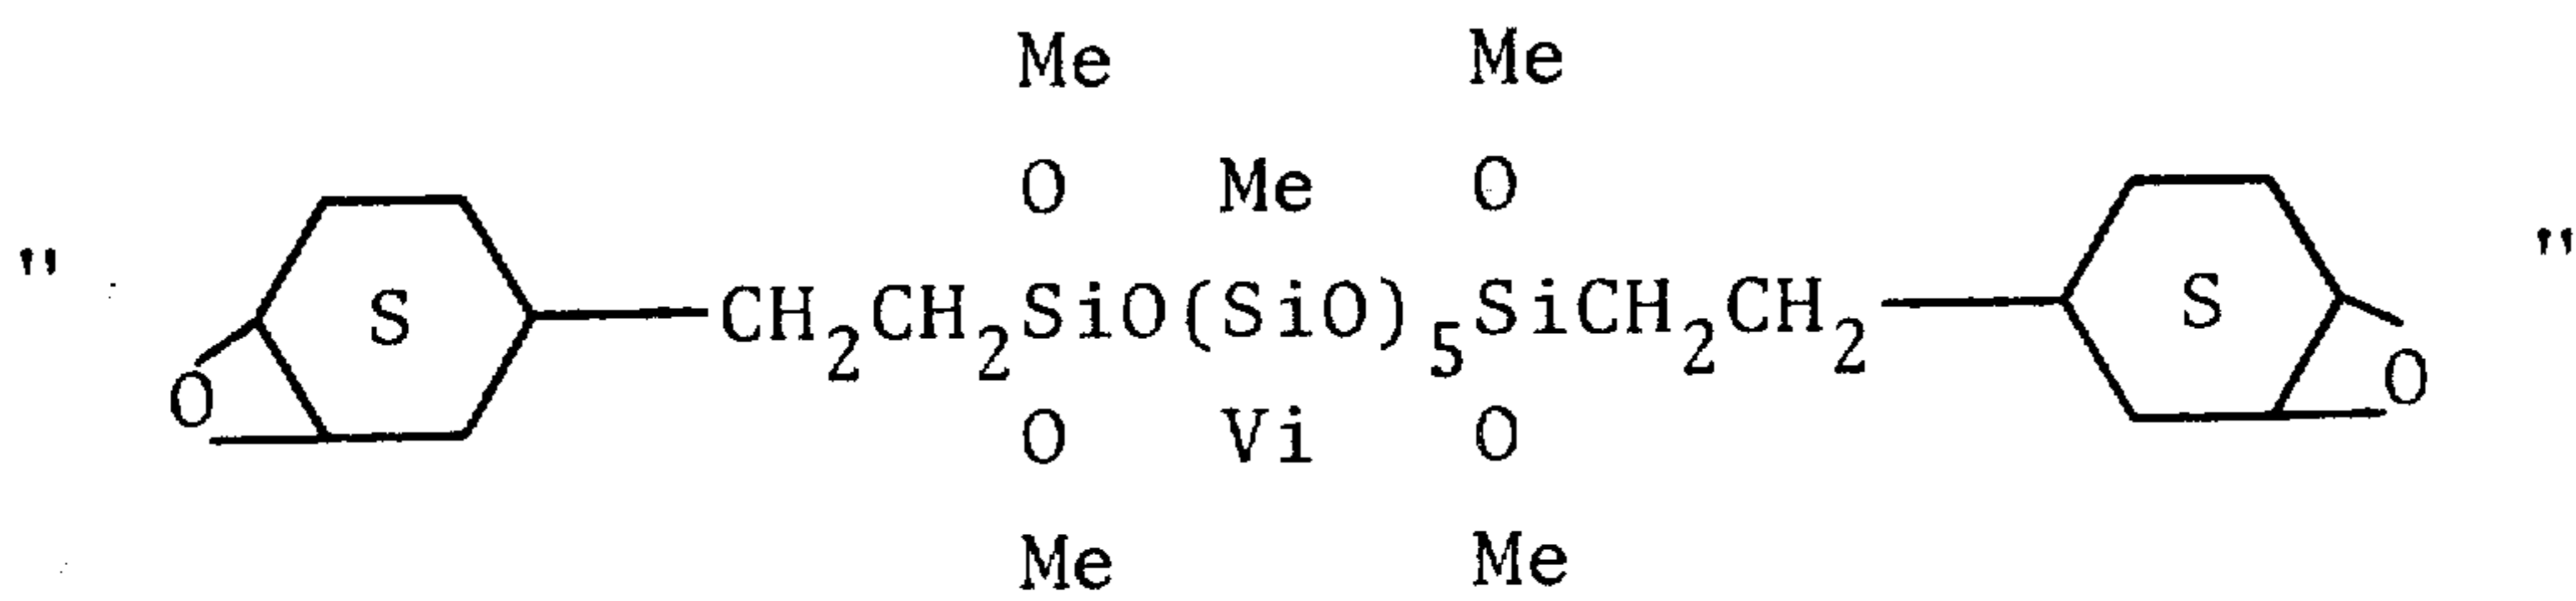 Me Me
O Me O
" S CH2CH2SiO(SiO)5SiCH2CH2 S "
O O
O Vi O
Me Me